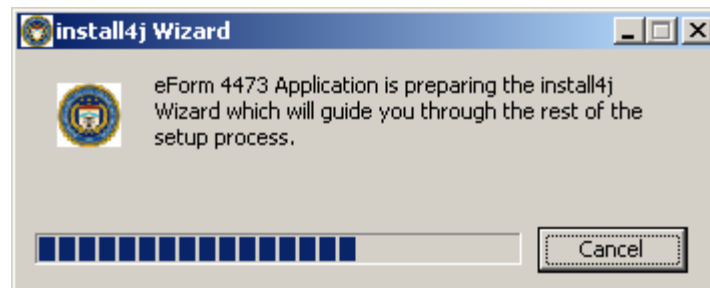 install4j Wizard
eForm 4473 Application is preparing the install4j
Wizard which will guide you through the rest of the
setup process.
Cancel